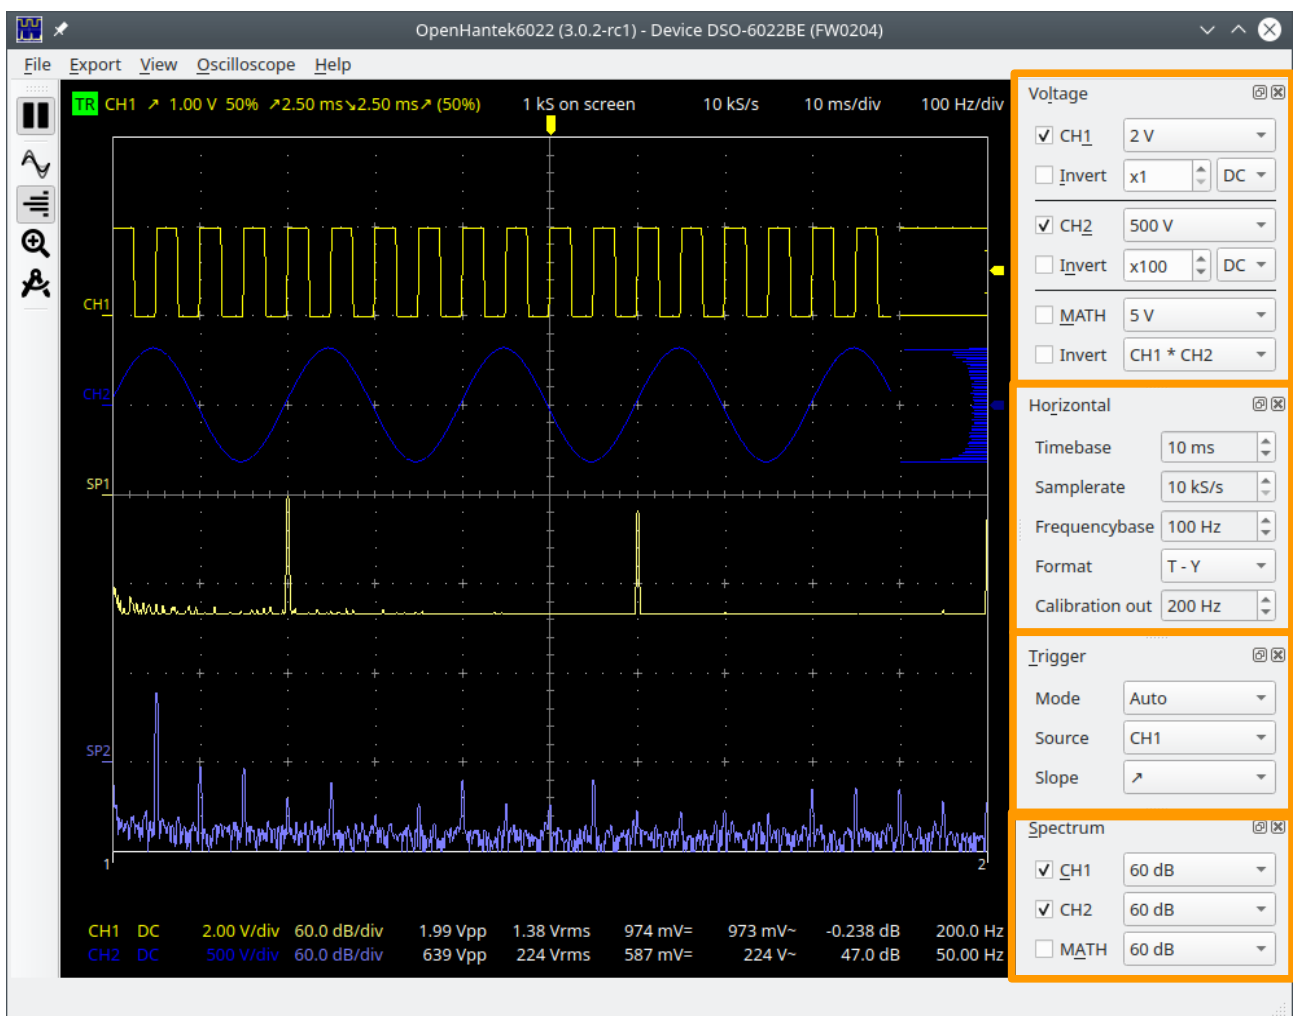 OpenHantek6022 (3.0.2-rc1) - Device DSO-6022BE (FW0204)
File Export View Oscilloscope Help
TR CH1 ↗ 1.00 V 50% ↗2.50 ms↘2.50 ms↗ (50%) 1 kS on screen 10 kS/s 10 ms/div 100 Hz/div
CH1
CH2
SP1
SP2
1 2
CH1 DC 2.00 V/div 60.0 dB/div 1.99 Vpp 1.38 Vrms 974 mV= 973 mV~ -0.238 dB 200.0 Hz
CH2 DC 500 V/div 60.0 dB/div 639 Vpp 224 Vrms 587 mV= 224 V~ 47.0 dB 50.00 Hz
Voltage
CH1 2 V
Invert x1 DC
CH2 500 V
Invert x100 DC
MATH 5 V
Invert CH1 * CH2
Horizontal
Timebase 10 ms
Samplerate 10 kS/s
Frequencybase 100 Hz
Format T - Y
Calibration out 200 Hz
Trigger
Mode Auto
Source CH1
Slope ↗
Spectrum
CH1 60 dB
CH2 60 dB
MATH 60 dB